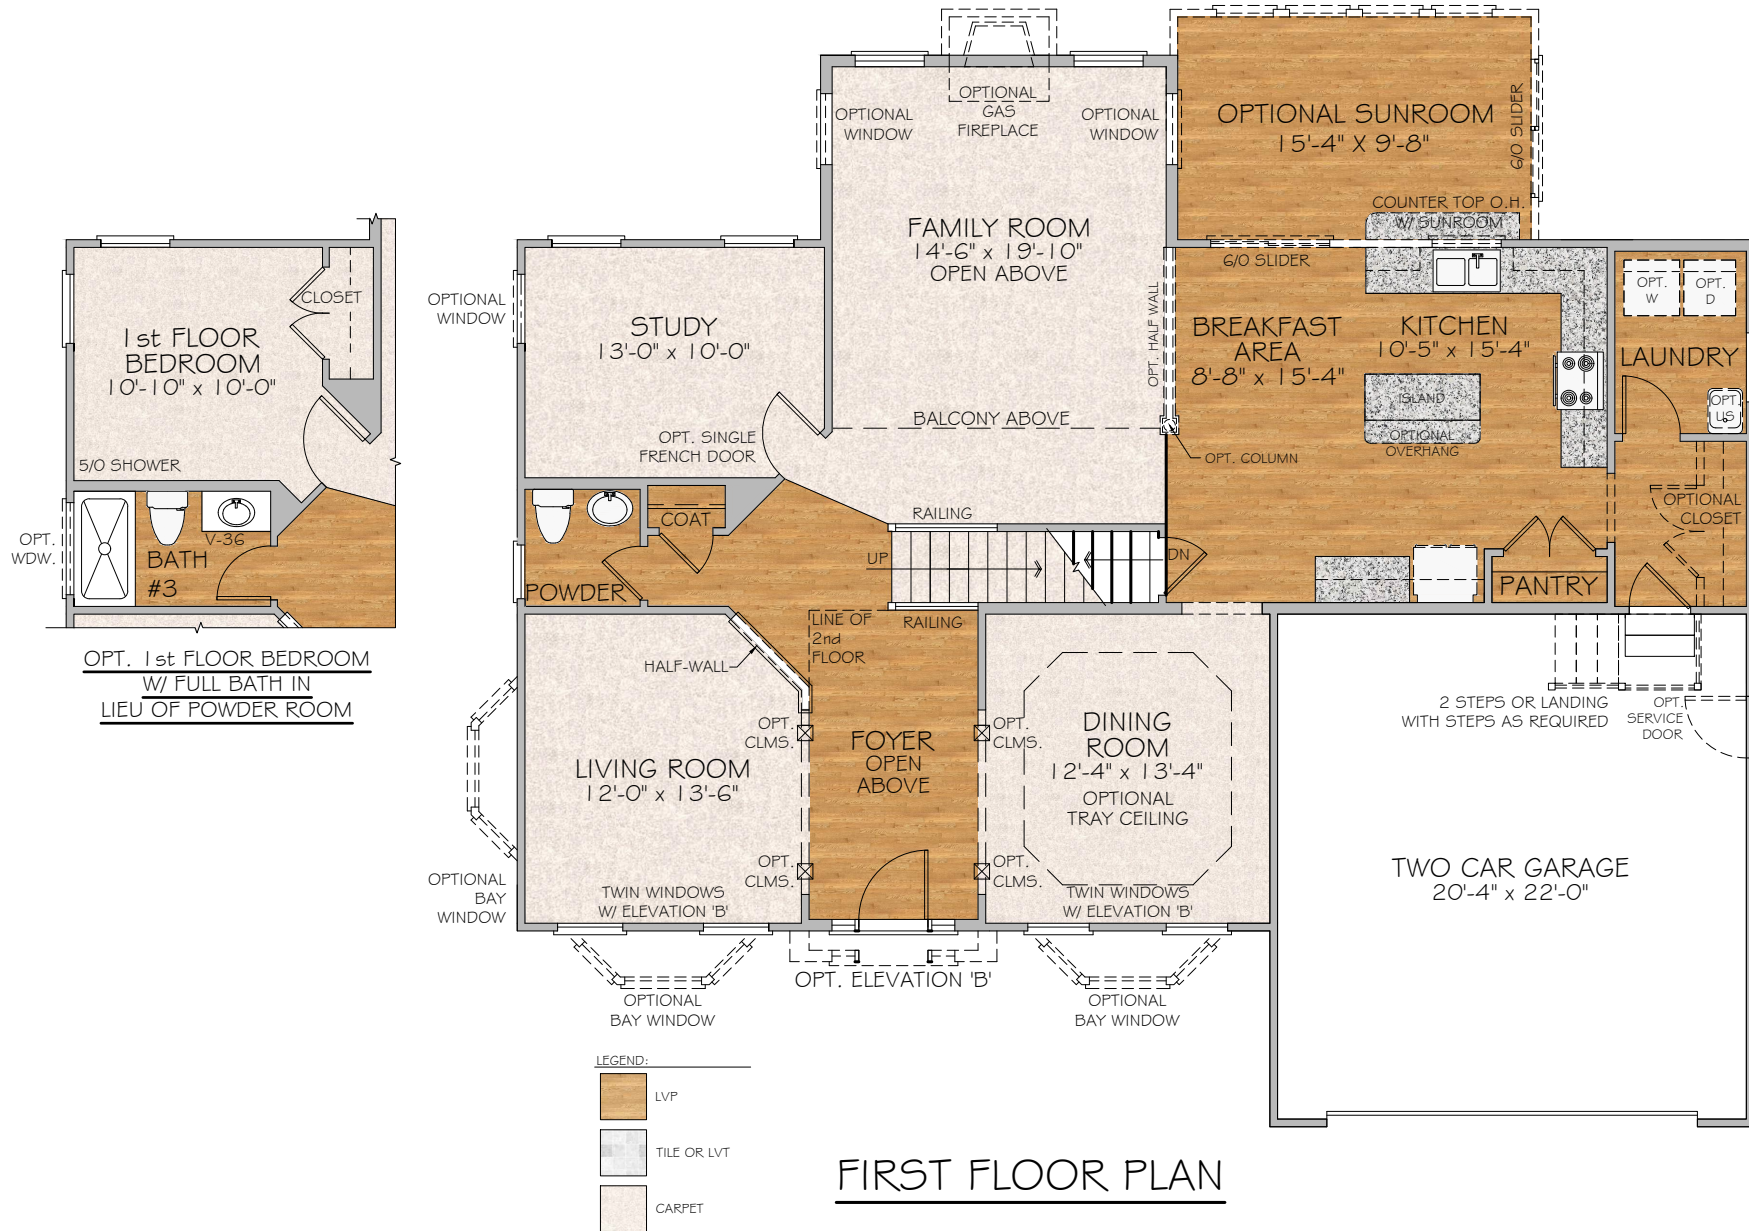 OPTIONAL
GAS
FIREPLACE
OPTIONAL
WINDOW
OPTIONAL
WINDOW
OPTIONAL SUNROOM
15'-4" X 9'-8"
6/0 SLIDER
COUNTER TOP O.H.
W/ SUNROOM
FAMILY ROOM
14'-6" x 19'-10"
OPEN ABOVE
6/0 SLIDER
OPT. HALF WALL
BALCONY ABOVE
OPT. COLUMN
BREAKFAST
AREA
8'-8" x 15'-4"
KITCHEN
10'-5" x 15'-4"
ISLAND
OPTIONAL
OVERHANG
OPT.
W
OPT.
D
LAUNDRY
OPT.
US
OPTIONAL
CLOSET
PANTRY
CLOSET
1st FLOOR
BEDROOM
10'-10" x 10'-0"
5/0 SHOWER
OPT.
WDW.
V-36
BATH
#3
OPT. 1st FLOOR BEDROOM
W/ FULL BATH IN
LIEU OF POWDER ROOM
OPTIONAL
WINDOW
STUDY
13'-0" x 10'-0"
OPT. SINGLE
FRENCH DOOR
COAT
POWDER
RAILING
UP
DN
RAILING
LINE OF
2nd
FLOOR
HALF-WALL
LIVING ROOM
12'-0" x 13'-6"
OPT.
CLMS.
OPT.
CLMS.
TWIN WINDOWS
W/ ELEVATION 'B'
OPTIONAL
BAY
WINDOW
FOYER
OPEN
ABOVE
OPT.
CLMS.
OPT.
CLMS.
DINING
ROOM
12'-4" x 13'-4"
OPTIONAL
TRAY CEILING
TWIN WINDOWS
W/ ELEVATION 'B'
2 STEPS OR LANDING
WITH STEPS AS REQUIRED
OPT.
SERVICE
DOOR
TWO CAR GARAGE
20'-4" x 22'-0"
OPT. ELEVATION 'B'
OPTIONAL
BAY WINDOW
OPTIONAL
BAY WINDOW
LEGEND:
LVP
TILE OR LVT
CARPET
FIRST FLOOR PLAN